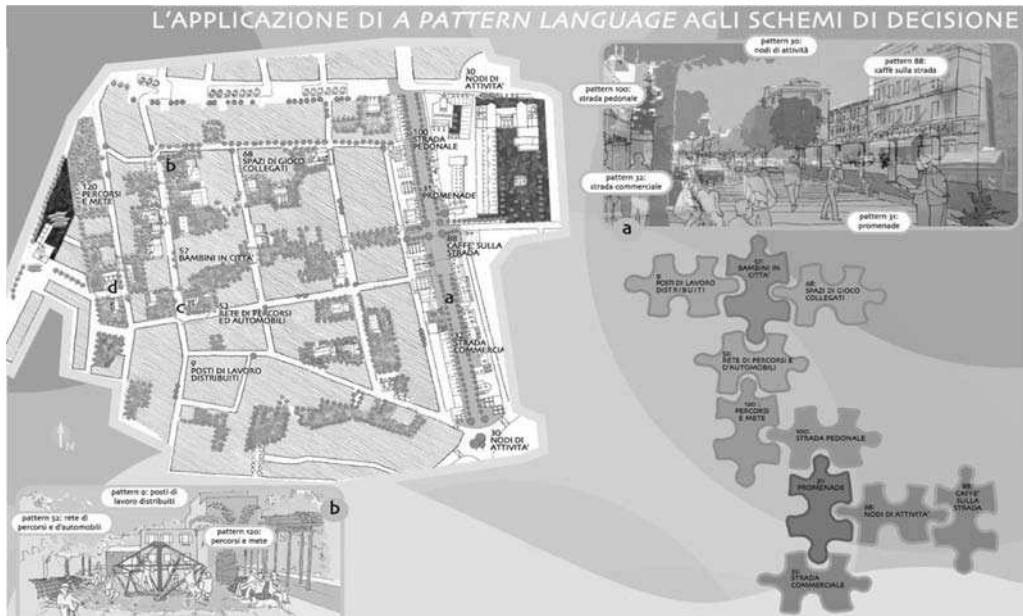 L'APPLICAZIONE DI A PATTERN LANGUAGE AGLI SCHEMI DI DECISIONE
30
NODI DI
ATTIVITA'
100
STRADA
PEDONALE
68
SPAZI DI GIOCO
COLLEGATI
b
120
PERCORSI
E METE
31
PROMENADE
88
CAFFE' SULLA
STRADA
57
BAMBINI IN CITTA'
d
c
a
52
RETE DI PERCORSI
ED AUTOMOBILI
32
STRADA
COMMERCIA
9
POSTI DI LAVORO
DISTRIBUITI
30
NODI DI
ATTIVITA'
N
pattern 30:
nodi di attività
pattern 88:
caffè sulla strada
pattern 100:
strada pedonale
pattern 32:
strada commerciale
pattern 31:
promenade
a
9:
POSTI DI LAVORO
DISTRIBUITI
57:
BAMBINI IN
CITTA'
68:
SPAZI DI GIOCO
COLLEGATI
52:
RETE DI PERCORSI E
D'AUTOMOBILI
120:
PERCORSI
E METE
100:
STRADA PEDONALE
31:
PROMENADE
NODI DI ATTIVITA'
88:
CAFFE'
SULLA
STRADA
32:
STRADA
COMMERCIALE
pattern 9: posti di
lavoro distribuiti
b
pattern 52: rete di
percorsi e d'automobili
pattern 120:
percorsi e mete